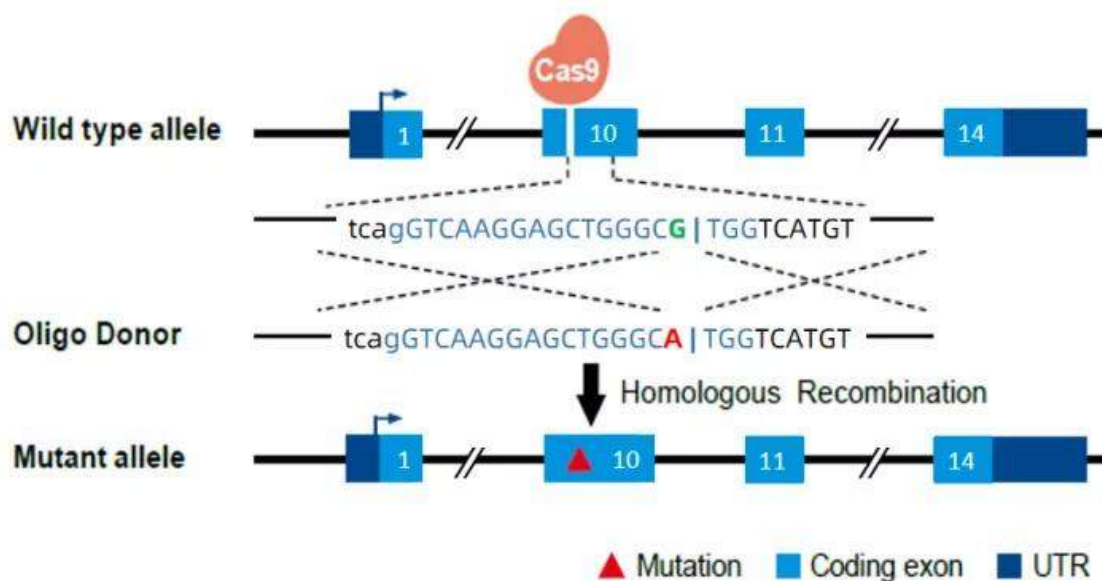 Cas9
Wild type allele
1 // 10 11 // 14
tcagGTCAAGGAGCTGGGCG|TGGTCATGT
Oligo Donor
tcagGTCAAGGAGCTGGGCA|TGGTCATGT
Homologous Recombination
Mutant allele
1 // 10 11 // 14
Mutation Coding exon UTR